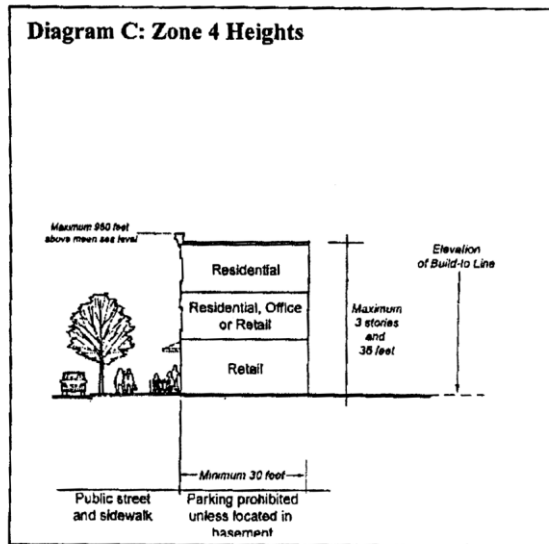 Diagram C: Zone 4 Heights
Maximum 950 feet
above mean sea level
Elevation
of Build-to Line
Residential
Residential, Office
or Retail
Maximum
3 stories
and
35 feet
Retail
Minimum 30 feet
Public street
and sidewalk
Parking prohibited
unless located in
basement